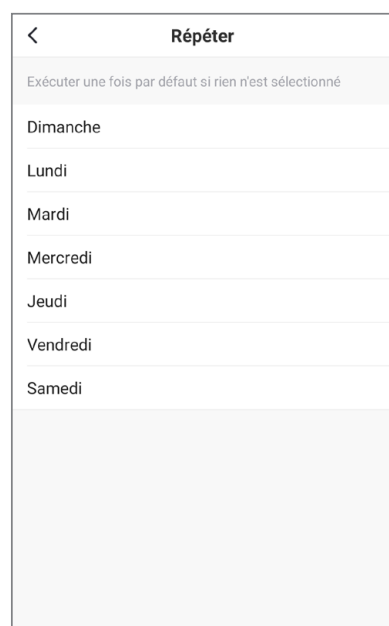 Répéter
Exécuter une fois par défaut si rien n'est sélectionné
Dimanche
Lundi
Mardi
Mercredi
Jeudi
Vendredi
Samedi